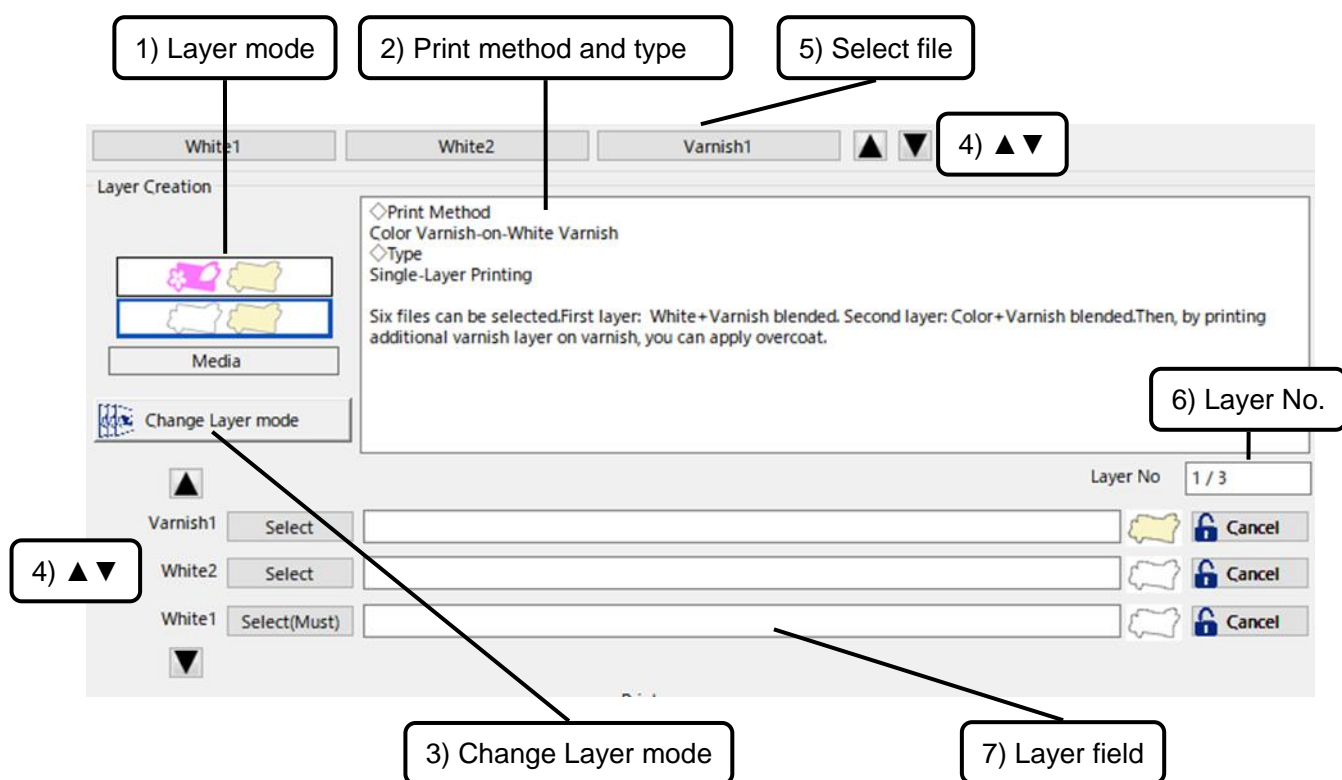 1) Layer mode
2) Print method and type
5) Select file
White1
White2
Varnish1
▲
▼
4) ▲▼
Layer Creation
◇Print Method
Color Varnish-on-White Varnish
◇Type
Single-Layer Printing
Six files can be selected.First layer: White+Varnish blended. Second layer: Color+Varnish blended.Then, by printing
additional varnish layer on varnish, you can apply overcoat.
Media
Change Layer mode
6) Layer No.
Layer No
1 / 3
▲
Varnish1
Select
Cancel
4) ▲▼
White2
Select
Cancel
White1
Select(Must)
Cancel
▼
3) Change Layer mode
7) Layer field